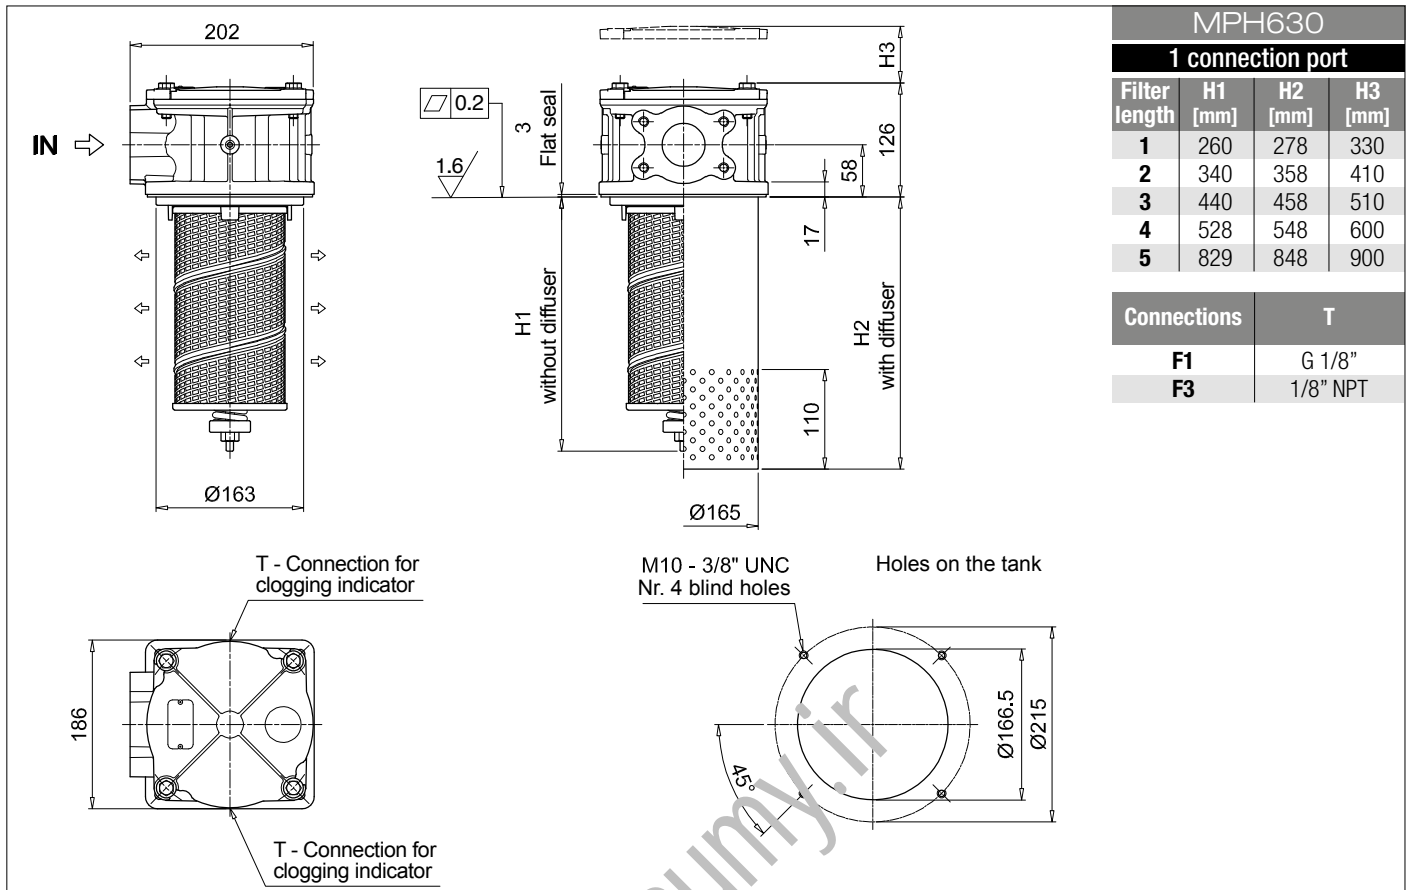 202
IN
Ø163
0.2
1.6
3
Flat seal
H3
126
58
17
H1
without diffuser
H2
with diffuser
110
Ø165
MPH630
1 connection port
Filter length H1 [mm] H2 [mm] H3 [mm]
1 260 278 330
2 340 358 410
3 440 458 510
4 528 548 600
5 829 848 900
Connections T
F1 G 1/8”
F3 1/8” NPT
T - Connection for
clogging indicator
186
T - Connection for
clogging indicator
M10 - 3/8" UNC
Nr. 4 blind holes
Holes on the tank
Ø166.5
Ø215
45°
umy.ir